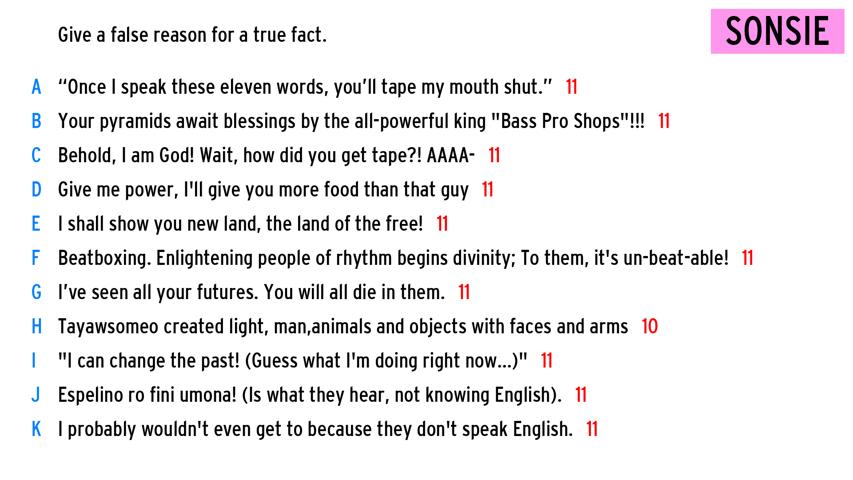 Give a false reason for a true fact.
SONSIE
A “Once I speak these eleven words, you’ll tape my mouth shut.” 11
B Your pyramids await blessings by the all-powerful king "Bass Pro Shops"!!! 11
C Behold, I am God! Wait, how did you get tape?! AAAA- 11
D Give me power, I'll give you more food than that guy 11
E I shall show you new land, the land of the free! 11
F Beatboxing. Enlightening people of rhythm begins divinity; To them, it's un-beat-able! 11
G I’ve seen all your futures. You will all die in them. 11
H Tayawsomeo created light, man,animals and objects with faces and arms 10
I "I can change the past! (Guess what I'm doing right now...)" 11
J Espelino ro fini umona! (Is what they hear, not knowing English). 11
K I probably wouldn't even get to because they don't speak English. 11